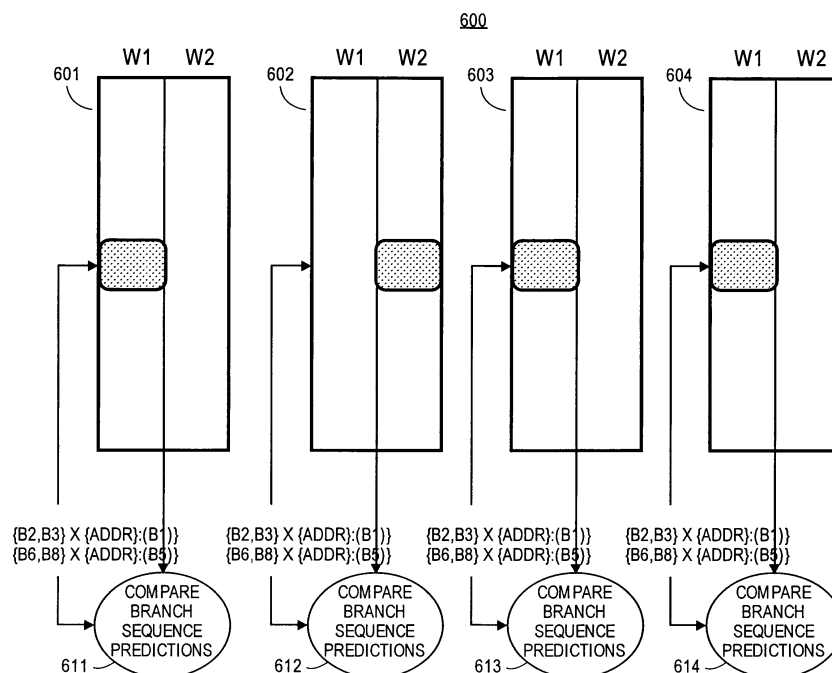 600
W1 W2 W1 W2 W1 W2 W1 W2
601 602 603 604
{B2,B3} X {ADDR}:(B1)} {B2,B3} X {ADDR}:(B1)} {B2,B3} X {ADDR}:(B1)} {B2,B3} X {ADDR}:(B1)}
{B6,B8} X {ADDR}:(B5)} {B6,B8} X {ADDR}:(B5)} {B6,B8} X {ADDR}:(B5)} {B6,B8} X {ADDR}:(B5)}
COMPARE COMPARE COMPARE COMPARE
BRANCH BRANCH BRANCH BRANCH
SEQUENCE SEQUENCE SEQUENCE SEQUENCE
PREDICTIONS PREDICTIONS PREDICTIONS PREDICTIONS
611 612 613 614